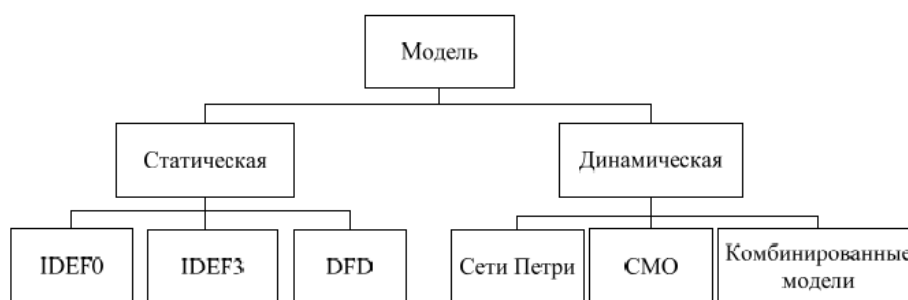 Модель
Статическая
Динамическая
IDEF0
IDEF3
DFD
Сети Петри
СМО
Комбинированные
модели